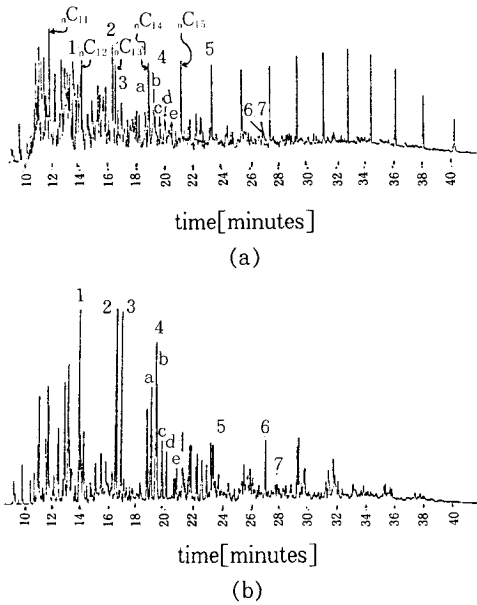 nC11 nC14 nC15
2 4 5
1 nC12 nC13 b
3 a c d e 6 7
10 12 14 16 18 20 22 24 26 28 30 32 34 36 38 40
time[minutes]
(a)
1 2 3
4
b
a
c d 5 6
e 7
10 12 14 16 18 20 22 24 26 28 30 32 34 36 38 40
time[minutes]
(b)